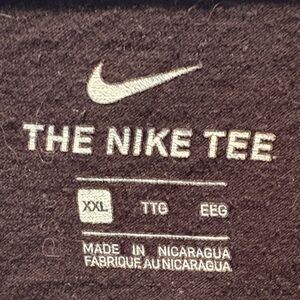 THE NIKE TEE
XXL TTG EEG
MADE IN NICARAGUA
FABRIQUÉ AU NICARAGUA